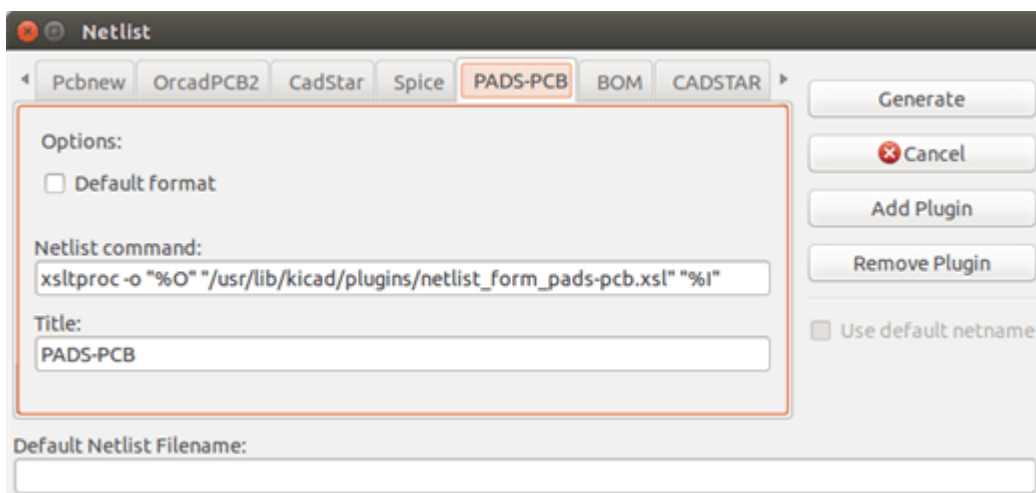 Netlist
Pcbnew OrcadPCB2 CadStar Spice PADS-PCB BOM CADSTAR
Generate
Options:
Cancel
Default format
Add Plugin
Netlist command:
Remove Plugin
xsltproc -o "%O" "/usr/lib/kicad/plugins/netlist_form_pads-pcb.xsl" "%I"
Title:
Use default netname
PADS-PCB
Default Netlist Filename: